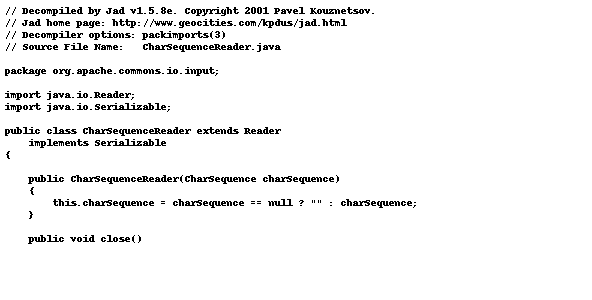 // Decompiled by Jad v1.5.8e. Copyright 2001 Pavel Kouznetsov.
// Jad home page: http://www.geocities.com/kpdus/jad.html
// Decompiler options: packimports(3)
// Source File Name:   CharSequenceReader.java

package org.apache.commons.io.input;

import java.io.Reader;
import java.io.Serializable;

public class CharSequenceReader extends Reader
    implements Serializable
{

    public CharSequenceReader(CharSequence charSequence)
    {
        this.charSequence = charSequence == null ? "" : charSequence;
    }

    public void close()